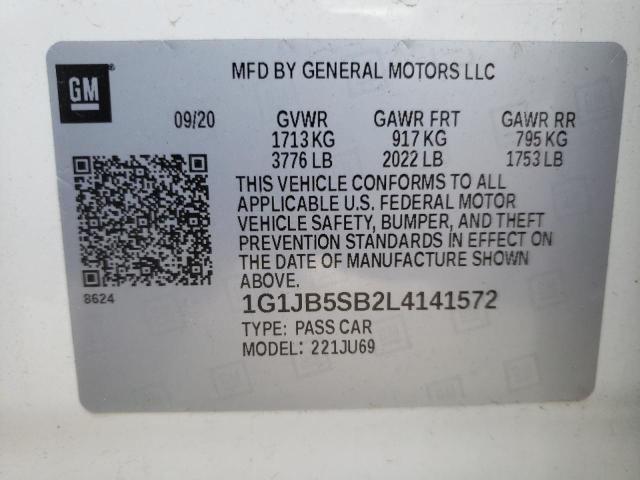 GM
MFD BY GENERAL MOTORS LLC
09/20 GVWR GAWR FRT GAWR RR
1713 KG 917 KG 795 KG
3776 LB 2022 LB 1753 LB
THIS VEHICLE CONFORMS TO ALL
APPLICABLE U.S. FEDERAL MOTOR
VEHICLE SAFETY, BUMPER, AND THEFT
PREVENTION STANDARDS IN EFFECT ON
THE DATE OF MANUFACTURE SHOWN
ABOVE.
8624
1G1JB5SB2L4141572
TYPE: PASS CAR
MODEL: 221JU69